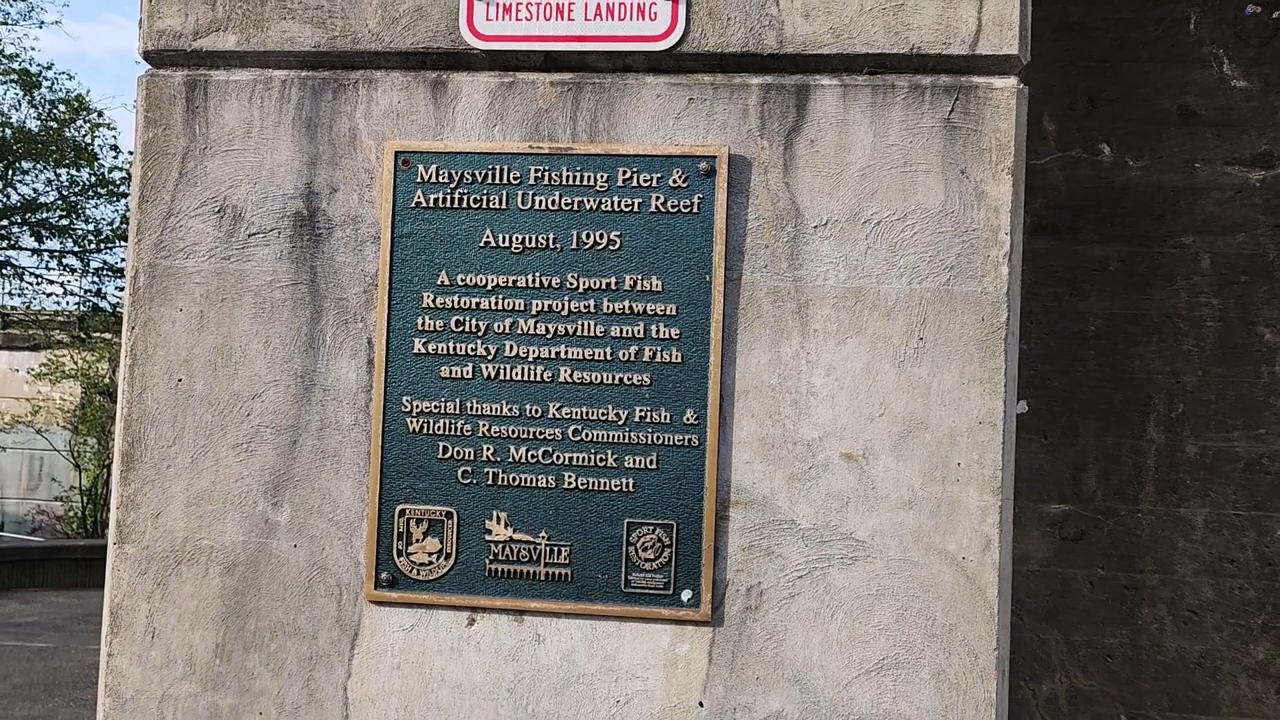 LIMESTONE LANDING
Maysville Fishing Pier &
Artificial Underwater Reef
August, 1995
A cooperative Sport Fish
Restoration project between
the City of Maysville and the
Kentucky Department of Fish
and Wildlife Resources
Special thanks to Kentucky Fish &
Wildlife Resources Commissioners
Don R. McCormick and
C. Thomas Bennett
KENTUCKY
FISH & WILDLIFE
MAYSVILLE
SPORT FISH
RESTORATION